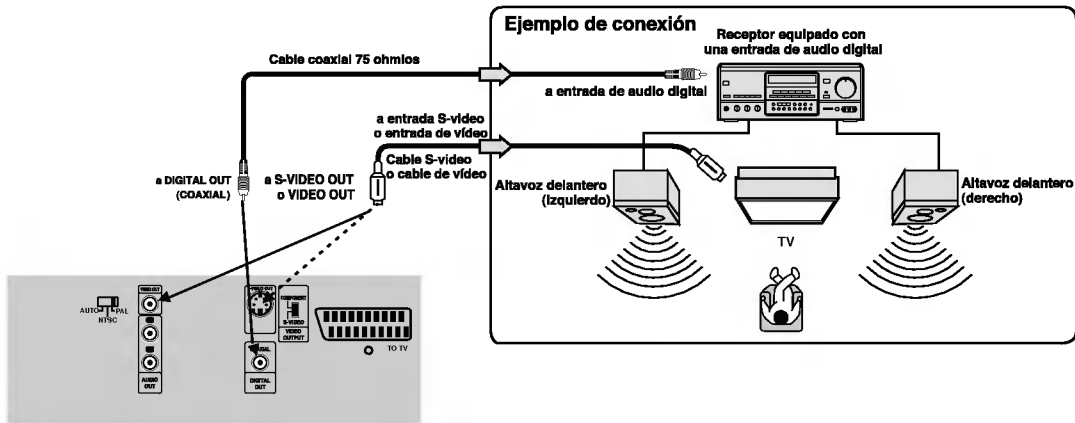 Ejemplo de conexión
Receptor equipado con
una entrada de audio digital
Cable coaxial 75 ohmios
a entrada de audio digital
a entrada S-video
o entrada de vídeo
Cable S-video
o cable de vídeo
a DIGITAL OUT
(COAXIAL)
a S-VIDEO OUT
o VIDEO OUT
Altavoz delantero
(Izquierdo)
Altavoz delantero
(derecho)
TV
VIDEO OUT
AUTO PAL
NTSC
AUDIO
OUT
COMPONENT
S-VIDEO
VIDEO
OUTPUT
DIGITAL
OUT
TO TV